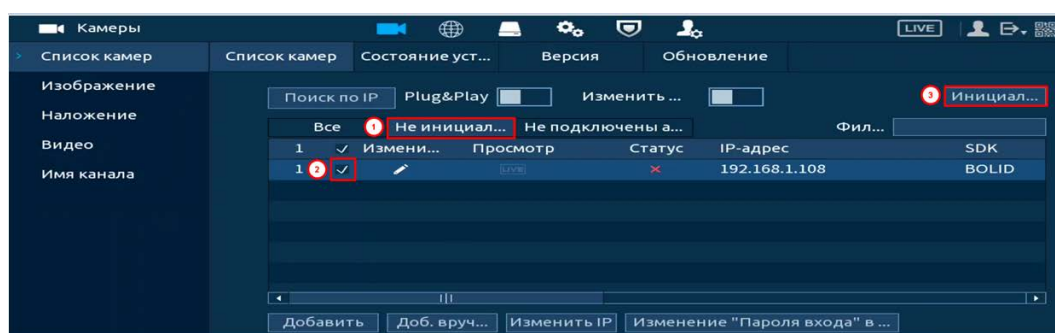 Камеры LIVE
Список камер Список камер Состояние уст... Версия Обновление
Изображение
Поиск по IP Plug&Play Изменить ... 3 Инициал...
Наложение
Все 1 Не инициал... Не подключены а... Фил...
Видео
1 Измени... Просмотр Статус IP-адрес SDK
Имя канала
1 2 LIVE 192.168.1.108 BOLID
Добавить Доб. вруч... Изменить IP Изменение "Пароля входа" в ...